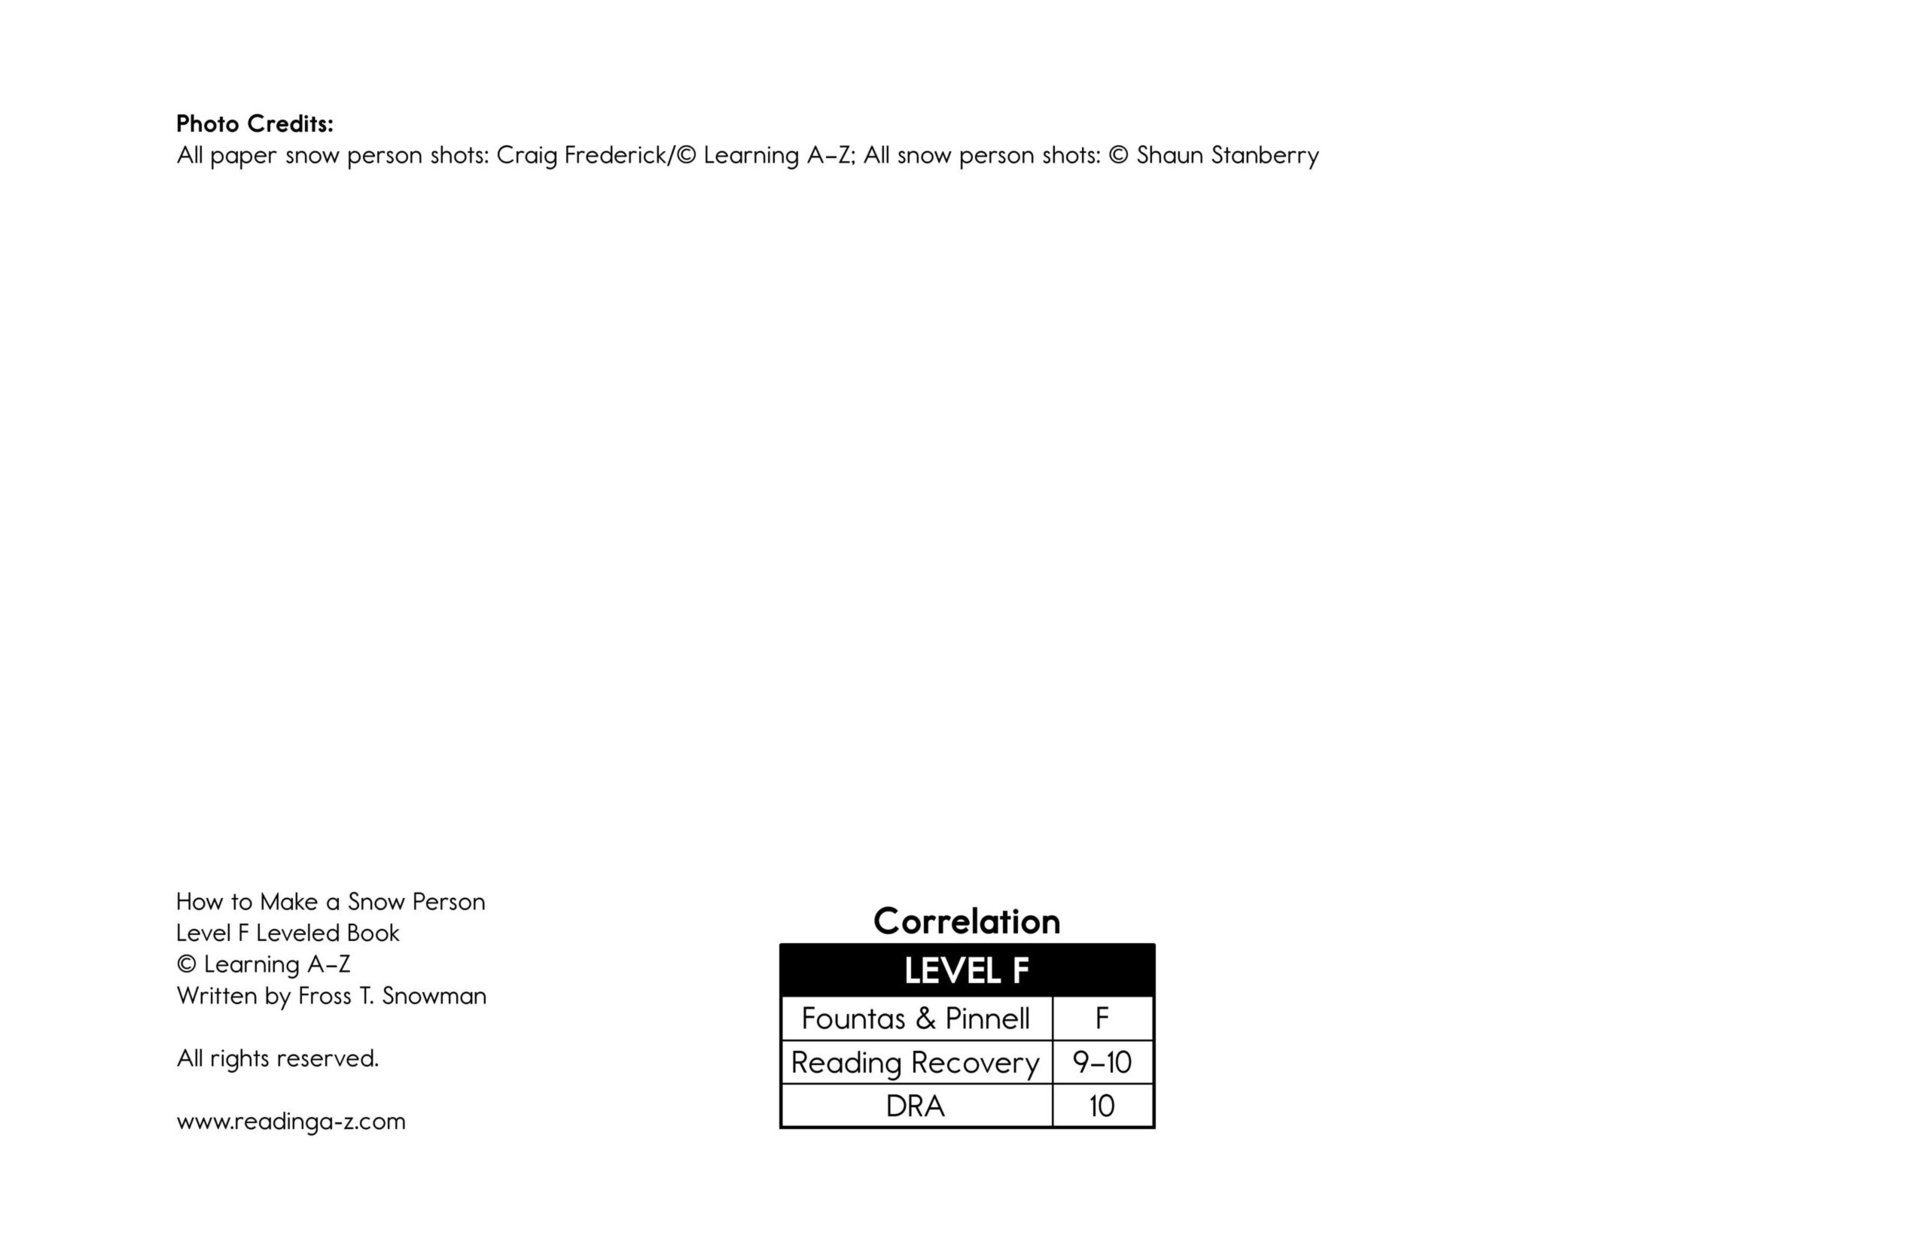 Photo Credits:
All paper snow person shots: Craig Frederick/© Learning A–Z; All snow person shots: © Shaun Stanberry
How to Make a Snow Person
Level F Leveled Book
© Learning A–Z
Written by Fross T. Snowman
All rights reserved.
www.readinga-z.com
Correlation
LEVEL F
Fountas & Pinnell F
Reading Recovery 9–10
DRA 10